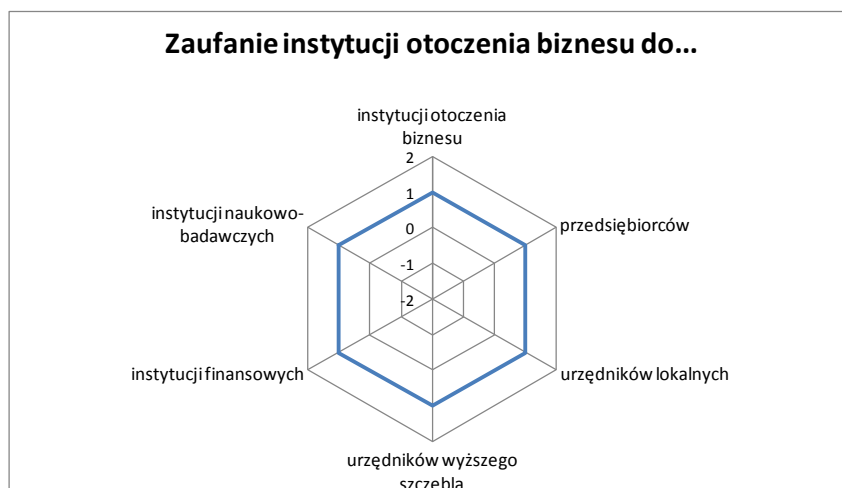 Zaufanie instytucji otoczenia biznesu do...
instytucji otoczenia
biznesu
2
1
0
-1
-2
przedsiębiorców
urzędników lokalnych
urzędników wyższego
szczebla
instytucji finansowych
instytucji naukowo-
badawczych